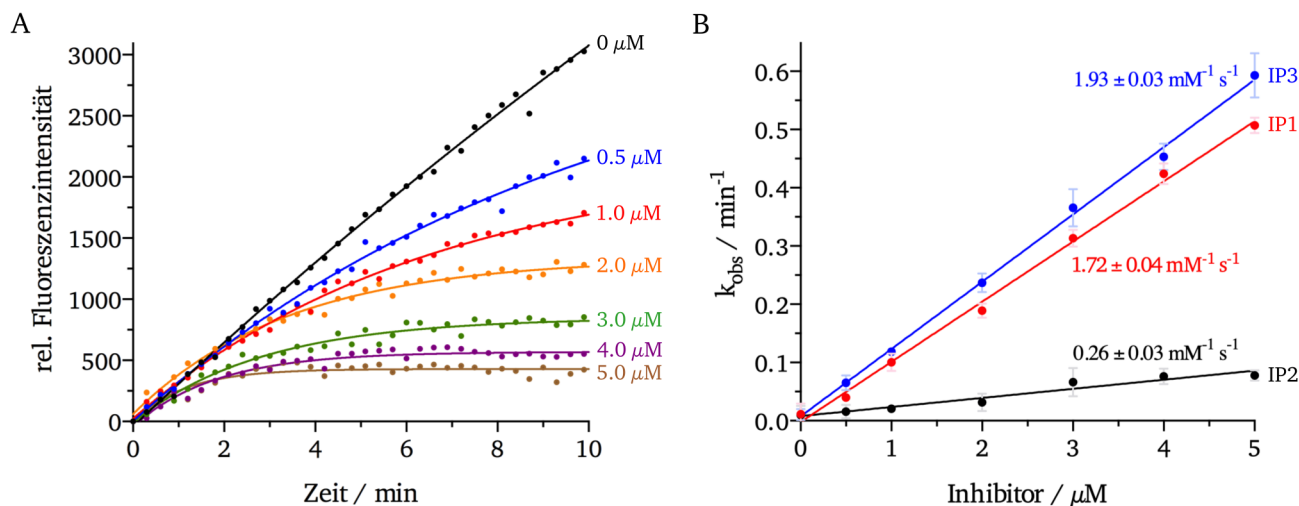 A
rel. Fluoreszenzintensität
3000
2500
2000
1500
1000
500
0
0 μM
0.5 μM
1.0 μM
2.0 μM
3.0 μM
4.0 μM
5.0 μM
0 2 4 6 8 10
Zeit / min
B
k_obs / min⁻¹
0.6
0.5
0.4
0.3
0.2
0.1
0.0
1.93 ± 0.03 mM⁻¹ s⁻¹
IP3
IP1
1.72 ± 0.04 mM⁻¹ s⁻¹
0.26 ± 0.03 mM⁻¹ s⁻¹
IP2
0 1 2 3 4 5
Inhibitor / μM